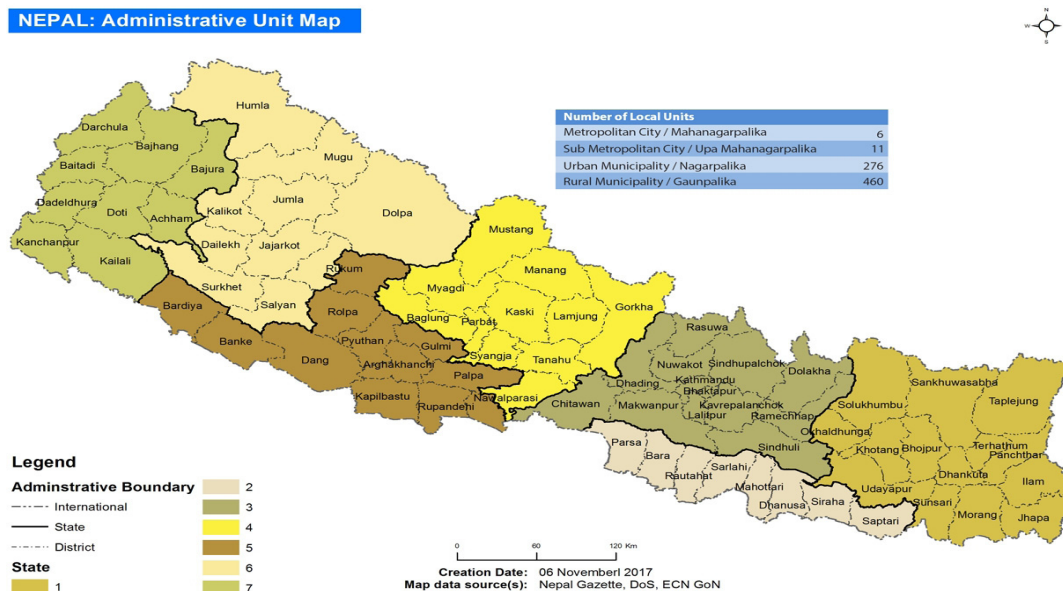 NEPAL: Administrative Unit Map
N
W E
S
Number of Local Units
Metropolitan City / Mahanagarpalika 6
Sub Metropolitan City / Upa Mahanagarpalika 11
Urban Municipality / Nagarpalika 276
Rural Municipality / Gaunpalika 460
Humla
Darchula
Bajhang
Mugu
Baitadi
Bajura
Jumla
Dadeldhura
Doti
Achham
Kalikot
Dolpa
Mustang
Kanchanpur
Kailali
Dailekh
Jajarkot
Rukum
Manang
Surkhet
Myagdi
Salyan
Bardiya
Rolpa
Baglung
Parbat
Kaski
Lamjung
Gorkha
Banke
Pyuthan
Gulmi
Syangja
Tanahu
Dang
Arghakhanchi
Palpa
Kapilbastu
Rupandehi
Nawalparasi
Rasuwa
Nuwakot
Sindhupalchok
Dolakha
Dhading
Kathmandu
Bhaktapur
Chitawan
Makwanpur
Kavrepalanchok
Lalitpur
Ramechhap
Sindhuli
Sankhuwasabha
Taplejung
Solukhumbu
Okhaldhunga
Khotang
Bhojpur
Terhathum
Panchthar
Dhankuta
Ilam
Udayapur
Sunsari
Morang
Jhapa
Parsa
Bara
Rautahat
Sarlahi
Mahottari
Dhanusa
Siraha
Saptari
Legend
Adminstrative Boundary
International
State
District
State
1
2
3
4
5
6
7
0 60 120 Km
Creation Date: 06 Novemberl 2017
Map data source(s): Nepal Gazette, DoS, ECN GoN